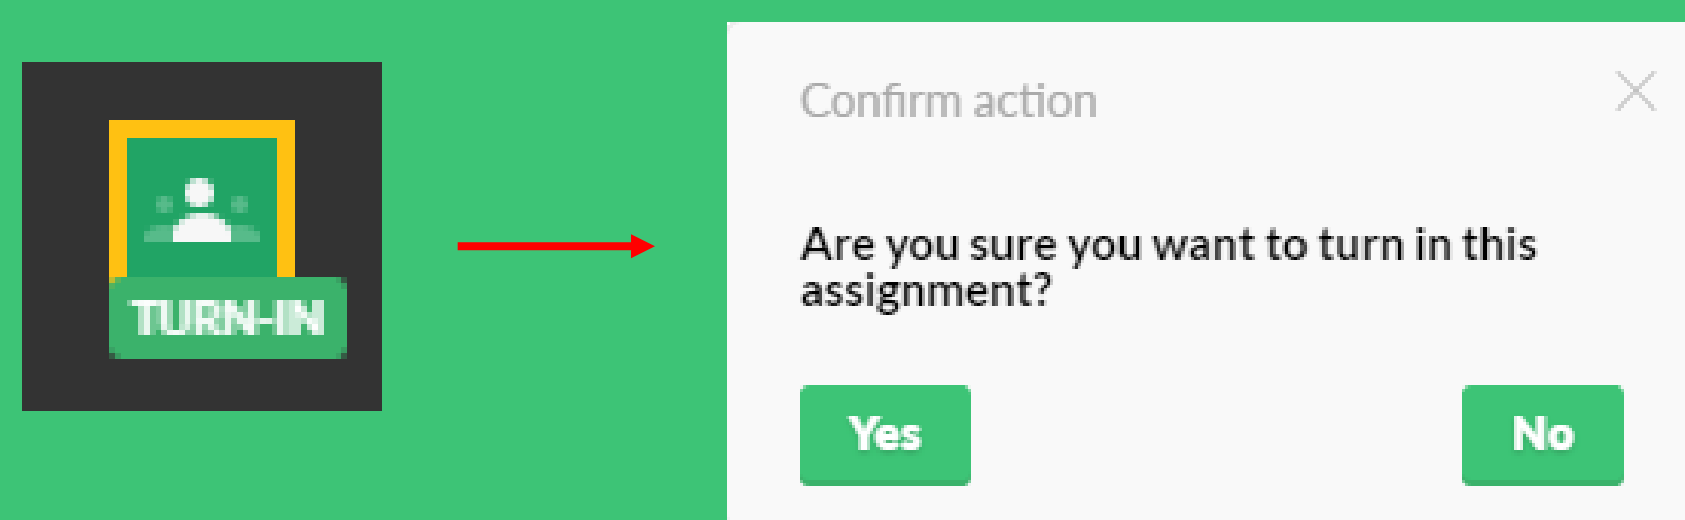 TURN-IN
Confirm action
Are you sure you want to turn in this
assignment?
Yes
No